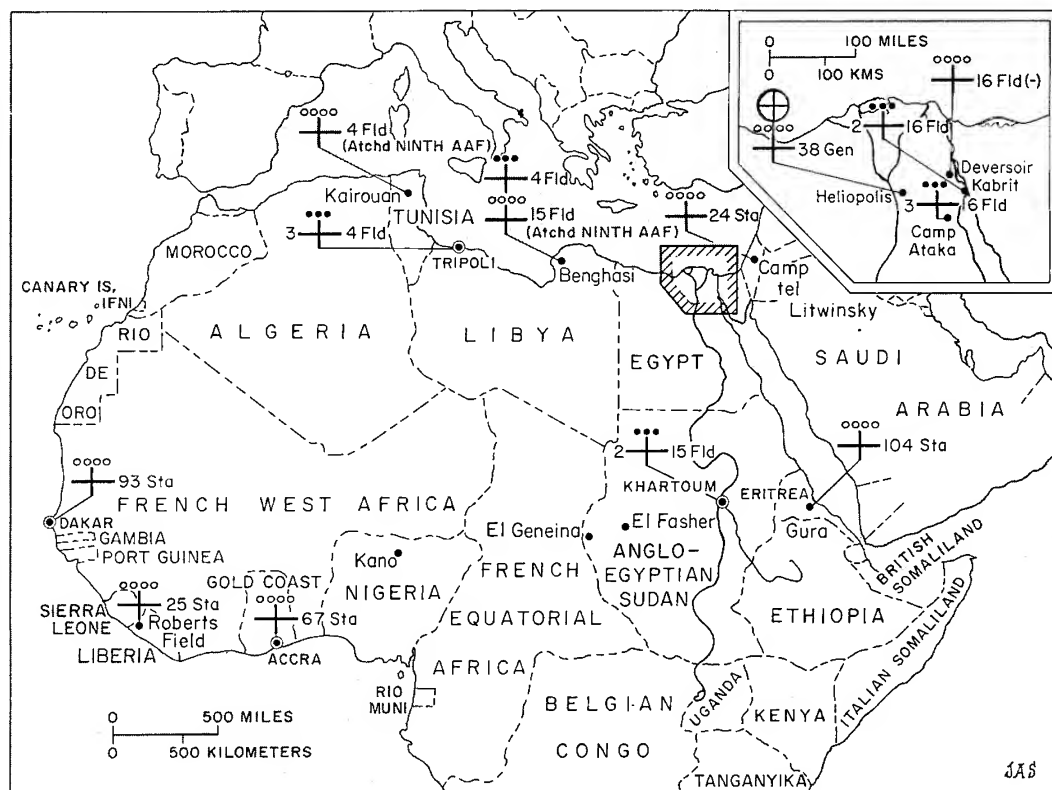 4 Fld
(Atchd NINTH AAF)
4 Fld
Kairouan
TUNISIA
15 Fld
(Atchd NINTH AAF)
24 Sta
3 4 Fld
TRIPOLI
Benghasi
Camp
tel
Litwinsky
MOROCCO
CANARY IS.
IFNI
RIO
DE
ORO
ALGERIA
LIBYA
EGYPT
SAUDI
ARABIA
93 Sta
DAKAR
GAMBIA
PORT GUINEA
FRENCH WEST AFRICA
2 15 Fld
KHARTOUM
104 Sta
ERITREA
Gura
El Geneina
El Fasher
Kano
NIGERIA
GOLD COAST
25 Sta
SIERRA
LEONE
Roberts
Field
LIBERIA
67 Sta
ACCRA
FRENCH
EQUATORIAL
AFRICA
ANGLO-
EGYPTIAN
SUDAN
BRITISH
SOMALILAND
ETHIOPIA
ITALIAN SOMALILAND
RIO
MUNI
BELGIAN
CONGO
UGANDA
KENYA
TANGANYIKA
0 500 MILES
0 500 KILOMETERS
JAS
0 100 MILES
0 100 KMS
16 Fld (-)
2 16 Fld
38 Gen
Deversoir
Kabrit
Heliopolis
3 16 Fld
Camp
Ataka